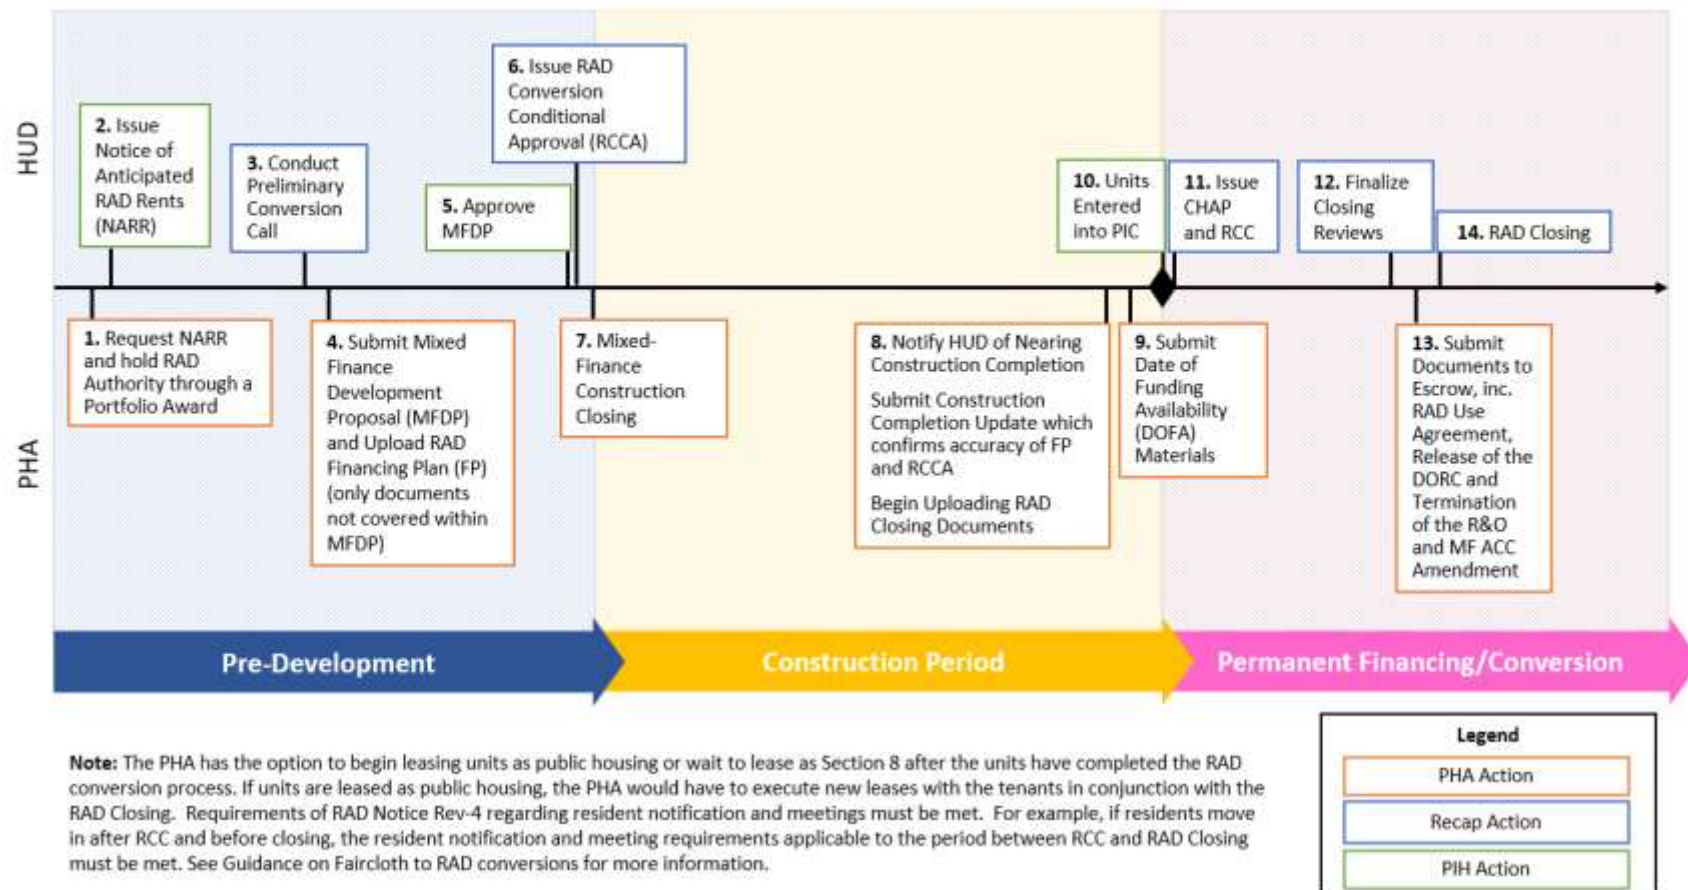 HUD
PHA
2. Issue
Notice of
Anticipated
RAD Rents
(NARR)
3. Conduct
Preliminary
Conversion
Call
5. Approve
MFDP
6. Issue RAD
Conversion
Conditional
Approval (RCCA)
10. Units
Entered
into PIC
11. Issue
CHAP
and RCC
12. Finalize
Closing
Reviews
14. RAD Closing
1. Request NARR
and hold RAD
Authority through a
Portfolio Award
4. Submit Mixed
Finance
Development
Proposal (MFDP)
and Upload RAD
Financing Plan (FP)
(only documents
not covered within
MFDP)
7. Mixed-
Finance
Construction
Closing
8. Notify HUD of Nearing
Construction Completion
Submit Construction
Completion Update which
confirms accuracy of FP
and RCCA
Begin Uploading RAD
Closing Documents
9. Submit
Date of
Funding
Availability
(DOFA)
Materials
13. Submit
Documents to
Escrow, inc.
RAD Use
Agreement,
Release of the
DORC and
Termination
of the R&O
and MF ACC
Amendment
Pre-Development
Construction Period
Permanent Financing/Conversion
Note: The PHA has the option to begin leasing units as public housing or wait to lease as Section 8 after the units have completed the RAD
conversion process. If units are leased as public housing, the PHA would have to execute new leases with the tenants in conjunction with the
RAD Closing. Requirements of RAD Notice Rev-4 regarding resident notification and meetings must be met. For example, if residents move
in after RCC and before closing, the resident notification and meeting requirements applicable to the period between RCC and RAD Closing
must be met. See Guidance on Faircloth to RAD conversions for more information.
Legend
PHA Action
Recap Action
PIH Action